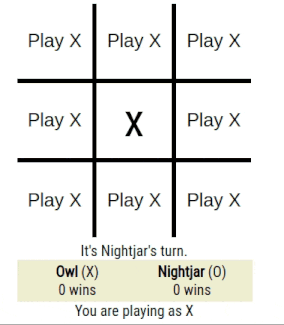 Play X Play X Play X
Play X X Play X
Play X Play X Play X
It's Nightjar's turn.
Owl (X) Nightjar (O)
0 wins 0 wins
You are playing as X